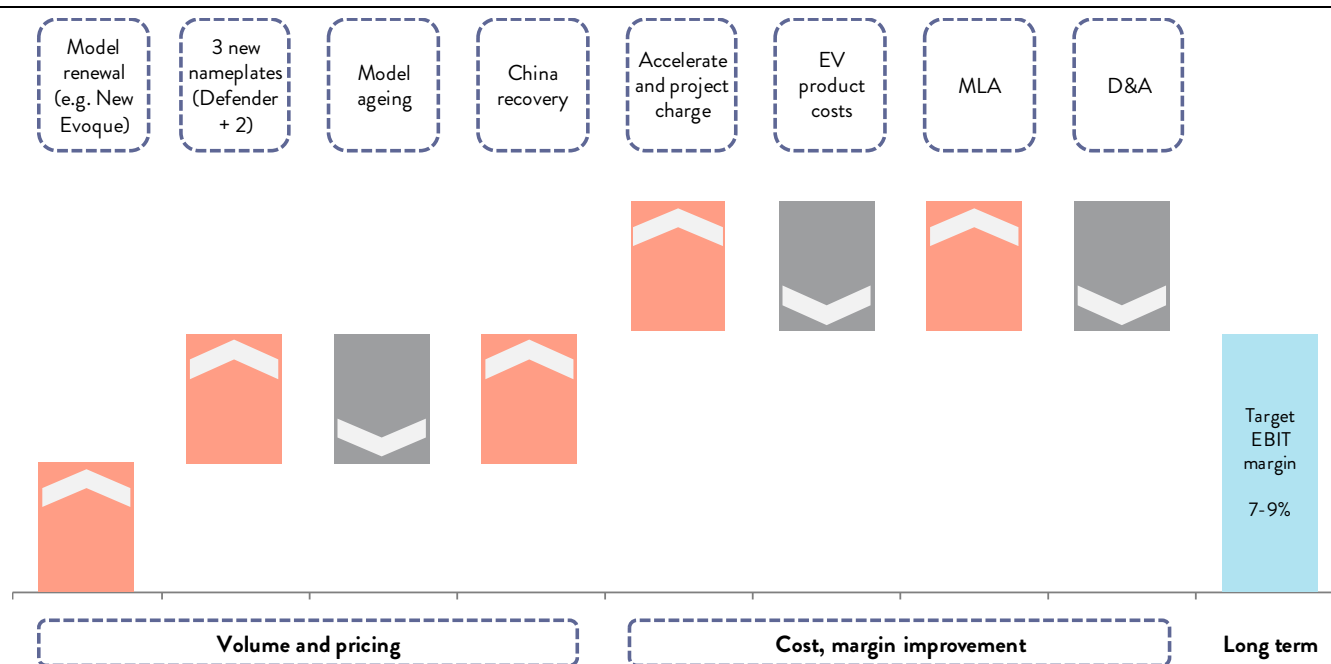 Model
renewal
(e.g. New
Evoque)
3 new
nameplates
(Defender
+ 2)
Model
ageing
China
recovery
Accelerate
and project
charge
EV
product
costs
MLA
D&A
Target
EBIT
margin
7-9%
Volume and pricing
Cost, margin improvement
Long term